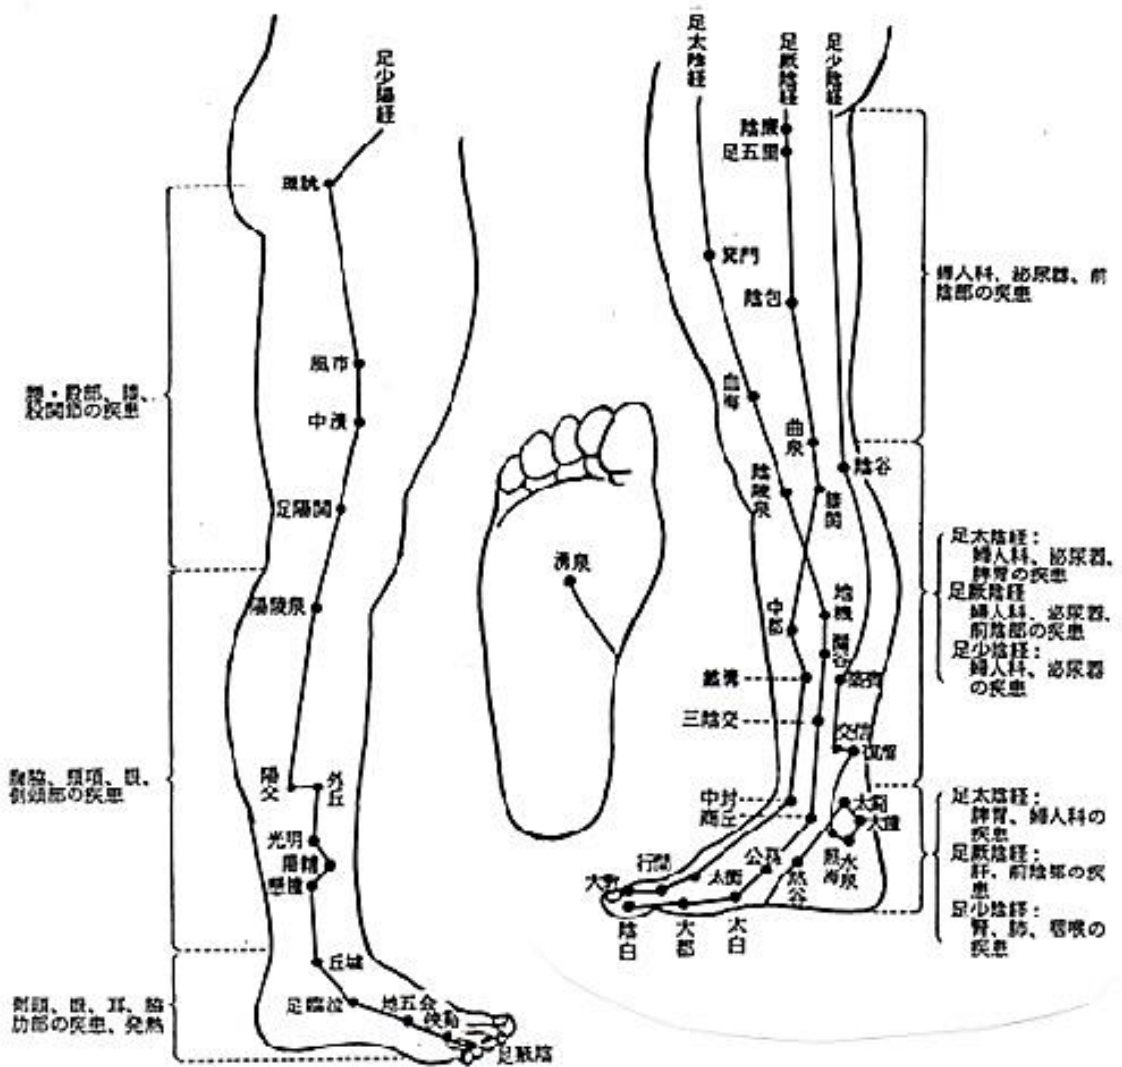 足少陽経
環跳
風市
中瀆
足陽関
陽陵泉
陽交
外丘
光明
陽輔
懸鐘
丘墟
足臨泣
地五会
侠谿
腰・殿部、膝、
股関節の疾患
胸脇、頸項、眼、
側頭部の疾患
側頭、眼、耳、脇
肋部の疾患、発熱
湧泉
足太陰経
足厥陰経
足少陰経
陰廉
足五里
箕門
陰包
血海
曲泉
陰谷
陰陵泉
膝関
地機
中都
漏谷
築賓
蠡溝
三陰交
交信
復溜
中封
商丘
太谿
大鐘
照海
水泉
然谷
公孫
太衝
行間
大敦
隠白
大都
太白
婦人科、泌尿器、前
陰部の疾患
足太陰経：
婦人科、泌尿器、
脾胃の疾患
足厥陰経
婦人科、泌尿器、
前陰部の疾患
足少陰経：
婦人科、泌尿器
の疾患
足太陰経：
脾胃、婦人科の
疾患
足厥陰経：
肝、前陰部の疾
患
足少陰経：
腎、肺、咽喉の
疾患